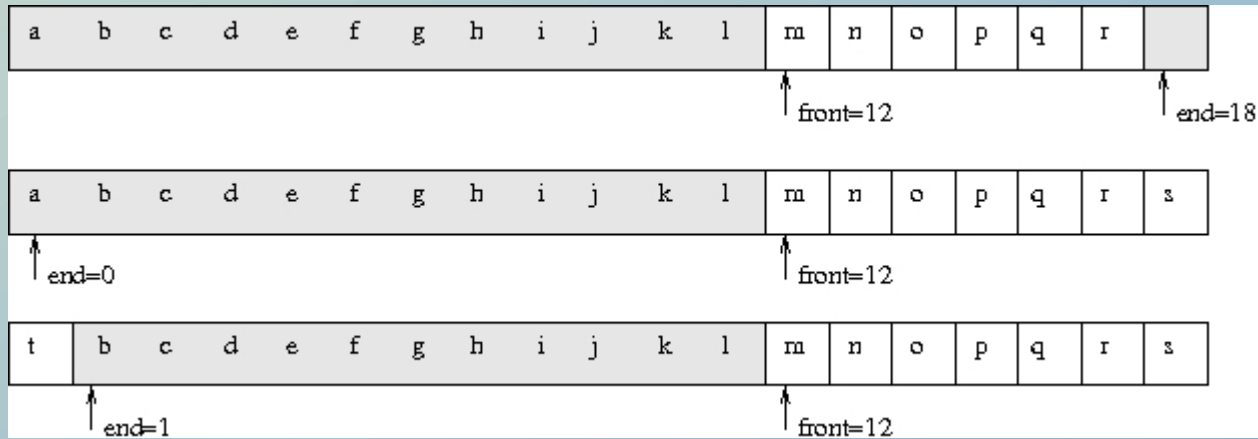 a b c d e f g h i j k l m n o p q r
front=12 end=18
a b c d e f g h i j k l m n o p q r s
end=0 front=12
t b c d e f g h i j k l m n o p q r s
end=1 front=12